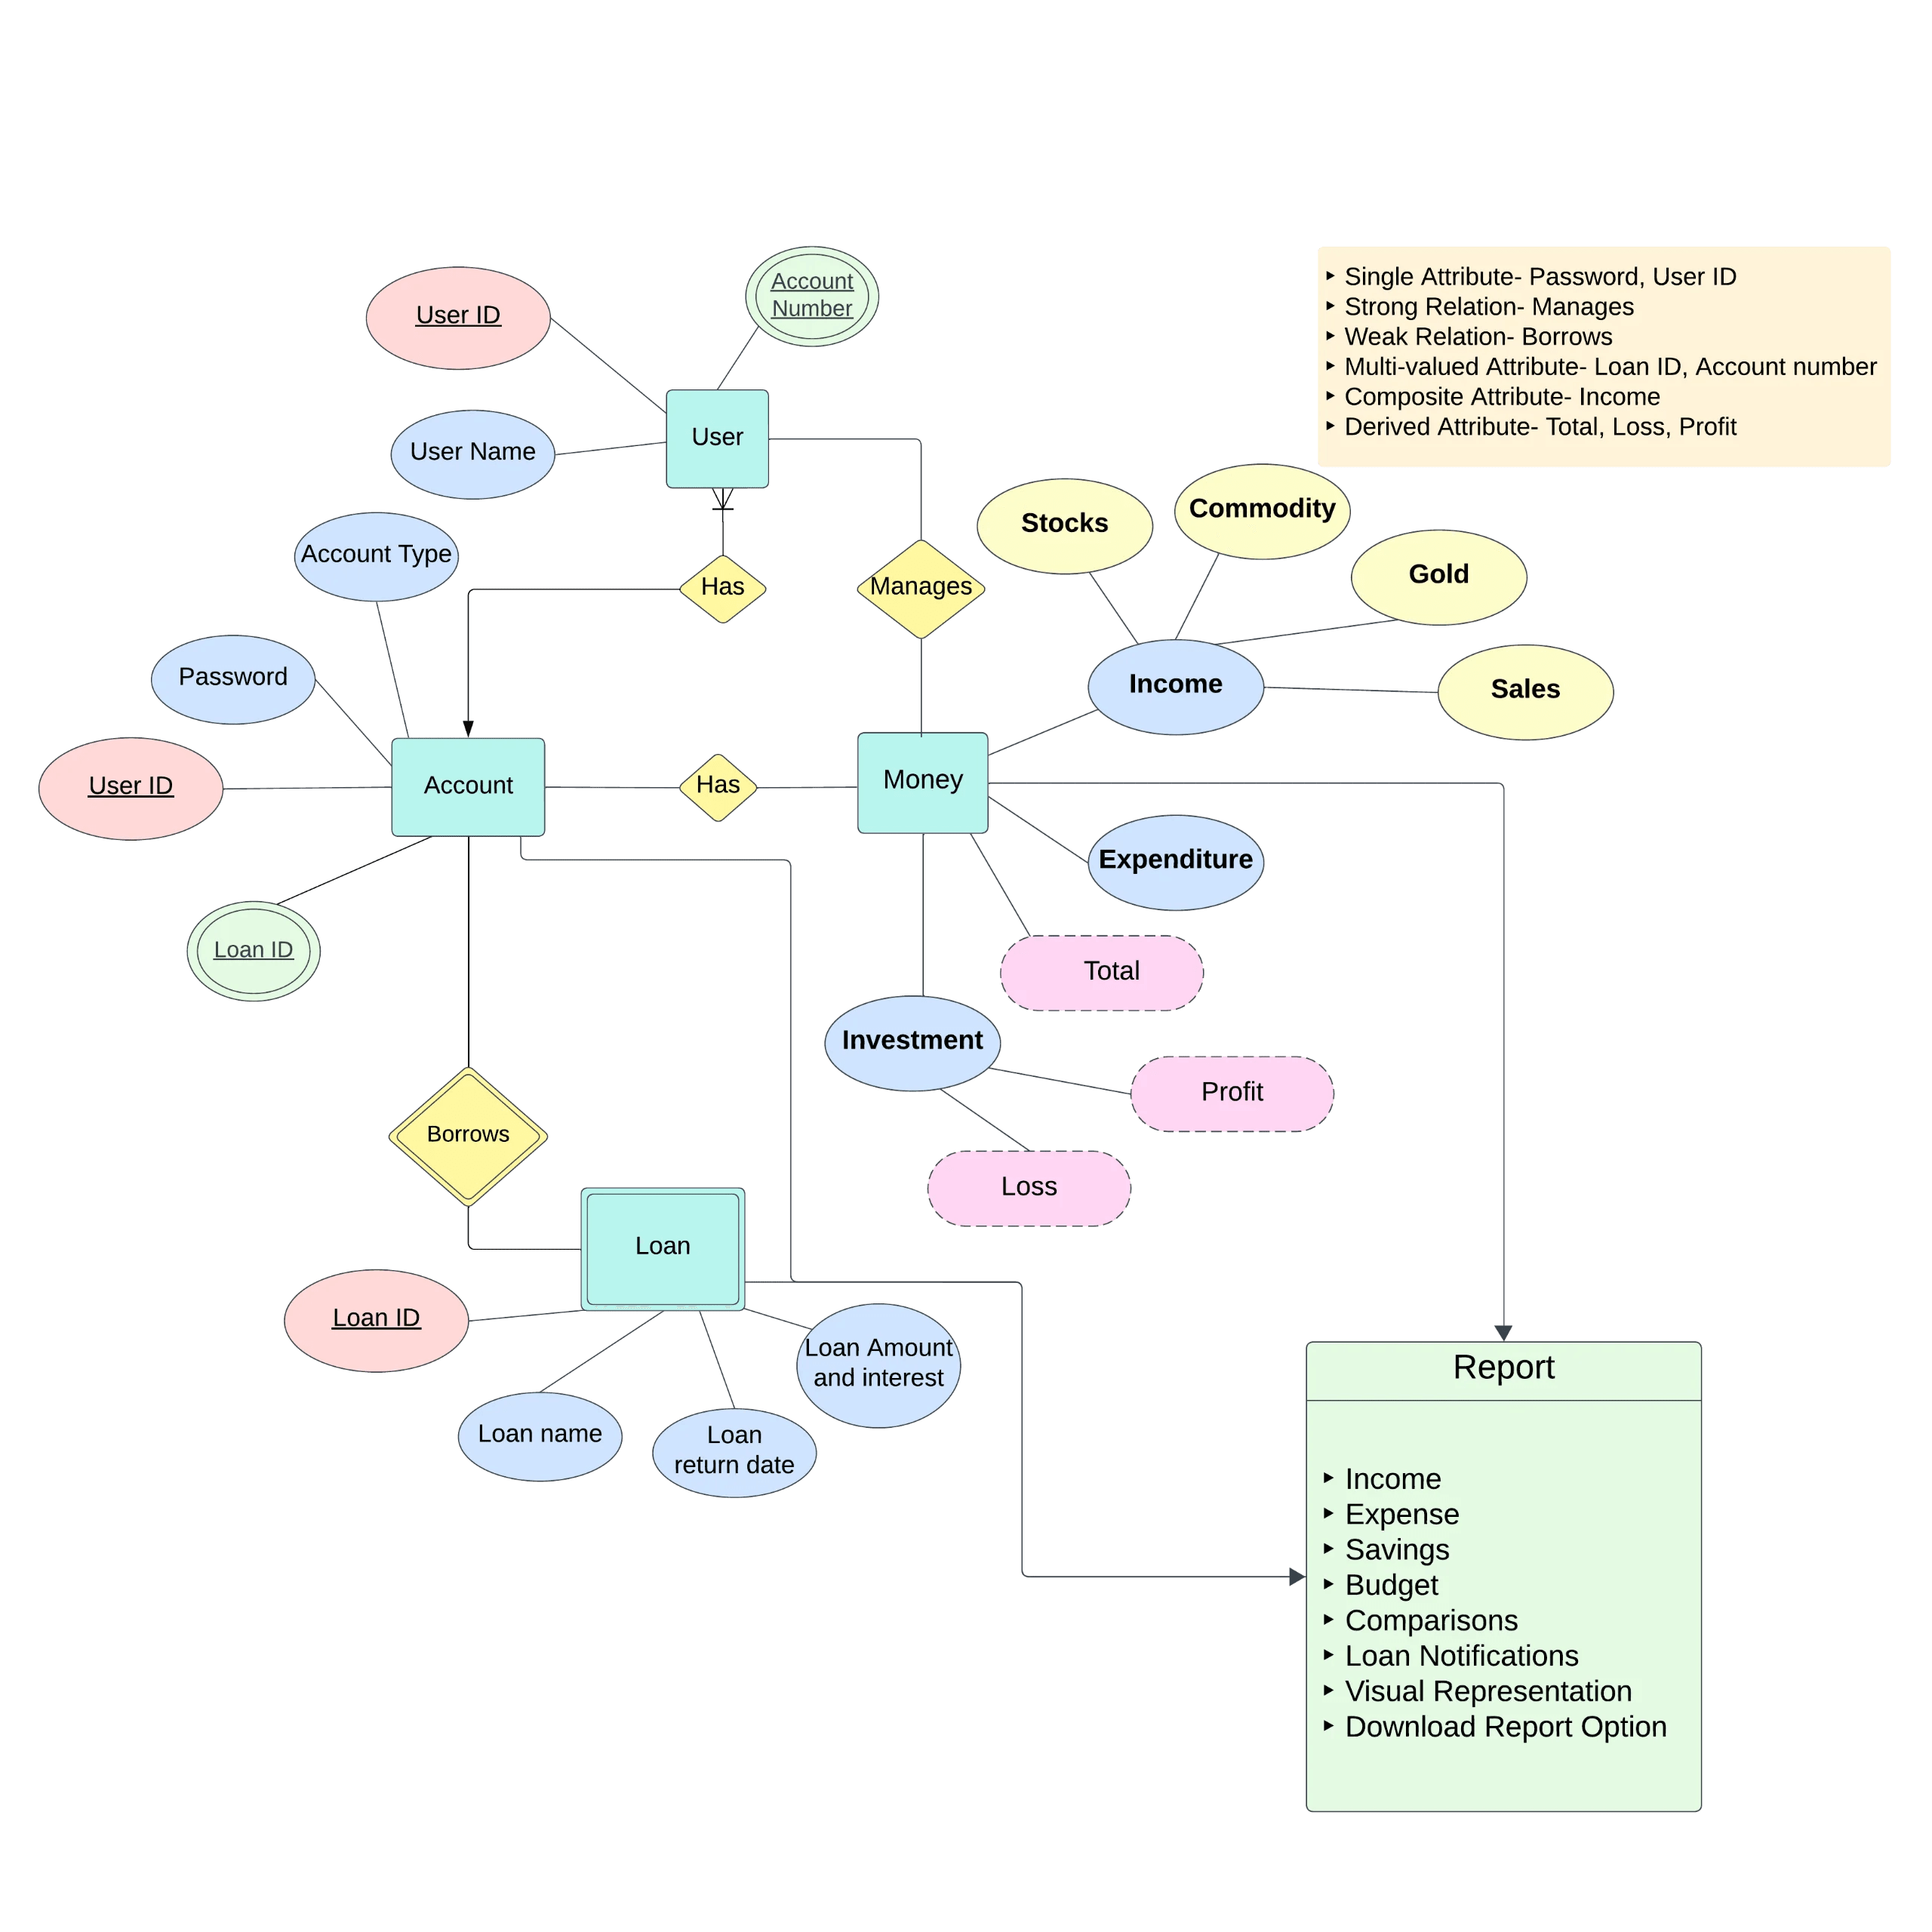 Account
Number
User ID
User
User Name
‣ Single Attribute- Password, User ID
‣ Strong Relation- Manages
‣ Weak Relation- Borrows
‣ Multi-valued Attribute- Loan ID, Account number
‣ Composite Attribute- Income
‣ Derived Attribute- Total, Loss, Profit
Account Type
Has
Manages
Stocks
Commodity
Gold
Password
Income
Sales
User ID
Account
Has
Money
Expenditure
Loan ID
Total
Investment
Profit
Borrows
Loss
Loan
Loan ID
Loan Amount
and interest
Loan name
Loan
return date
Report
‣ Income
‣ Expense
‣ Savings
‣ Budget
‣ Comparisons
‣ Loan Notifications
‣ Visual Representation
‣ Download Report Option